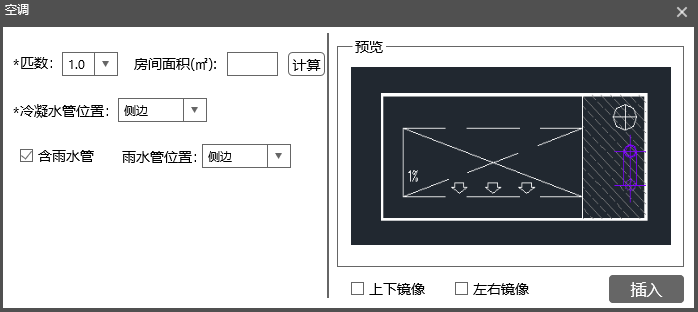 空调
*匹数: 1.0 房间面积(㎡): 计算
*冷凝水管位置: 侧边
含雨水管 雨水管位置: 侧边
预览
1%
上下镜像 左右镜像 插入